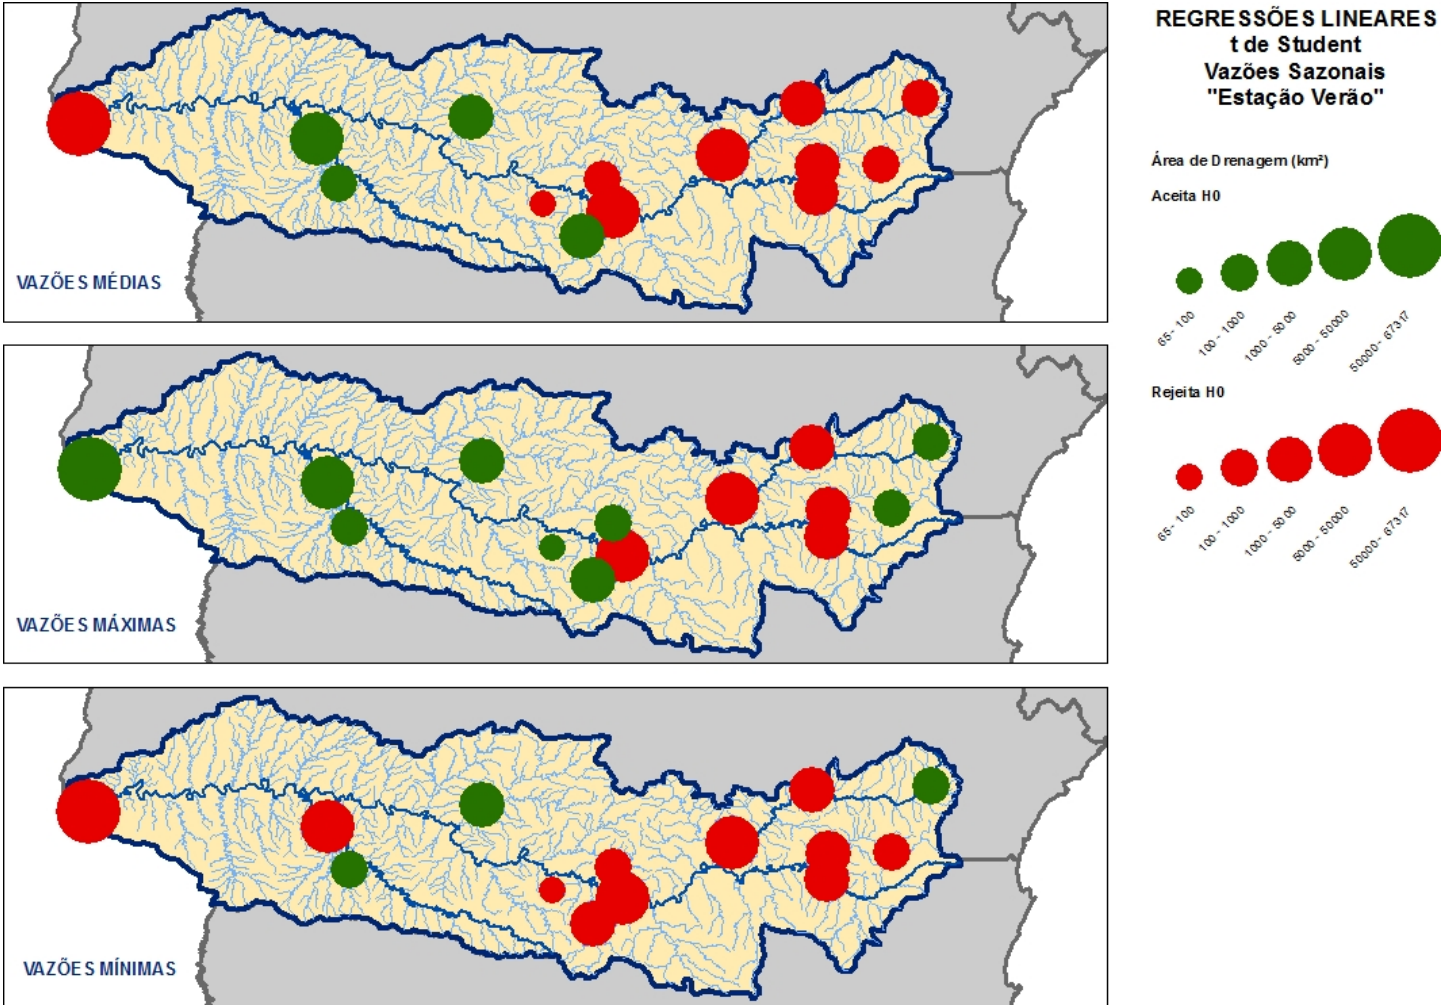 REGRESSÕES LINEARES
t de Student
Vazões Sazonais
"Estação Verão"
Área de Drenagem (km²)
Aceita H0
65 - 100
100 - 1000
1000 - 5000
5000 - 50000
50000 - 67317
Rejeita H0
65 - 100
100 - 1000
1000 - 5000
5000 - 50000
50000 - 67317
VAZÕES MÉDIAS
VAZÕES MÁXIMAS
VAZÕES MÍNIMAS